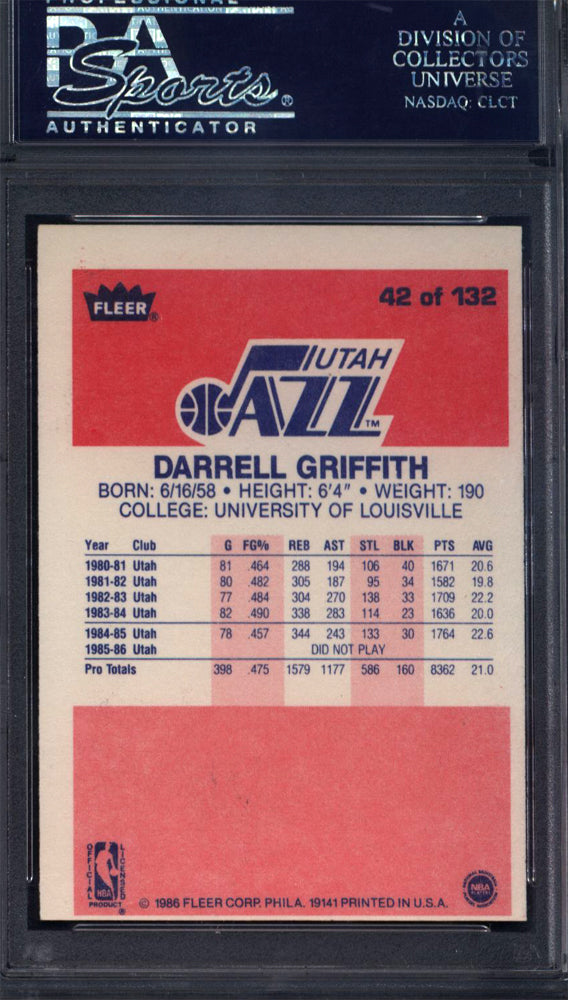 PROFESSIONAL
PSA
Sports®
AUTHENTICATOR
A
DIVISION OF
COLLECTORS
UNIVERSE
NASDAQ: CLCT
FLEER®
42 of 132
UTAH
JAZZ™
DARRELL GRIFFITH
BORN: 6/16/58 • HEIGHT: 6'4" • WEIGHT: 190
COLLEGE: UNIVERSITY OF LOUISVILLE
Year Club G FG% REB AST STL BLK PTS AVG
1980-81 Utah 81 .464 288 194 106 40 1671 20.6
1981-82 Utah 80 .482 305 187 95 34 1582 19.8
1982-83 Utah 77 .484 304 270 138 33 1709 22.2
1983-84 Utah 82 .490 338 283 114 23 1636 20.0
1984-85 Utah 78 .457 344 243 133 30 1764 22.6
1985-86 Utah DID NOT PLAY
Pro Totals 398 .475 1579 1177 586 160 8362 21.0
OFFICIAL LICENSED
NBA
PRODUCT ®
© 1986 FLEER CORP. PHILA. 19141 PRINTED IN U.S.A.
NBA
PLAYERS